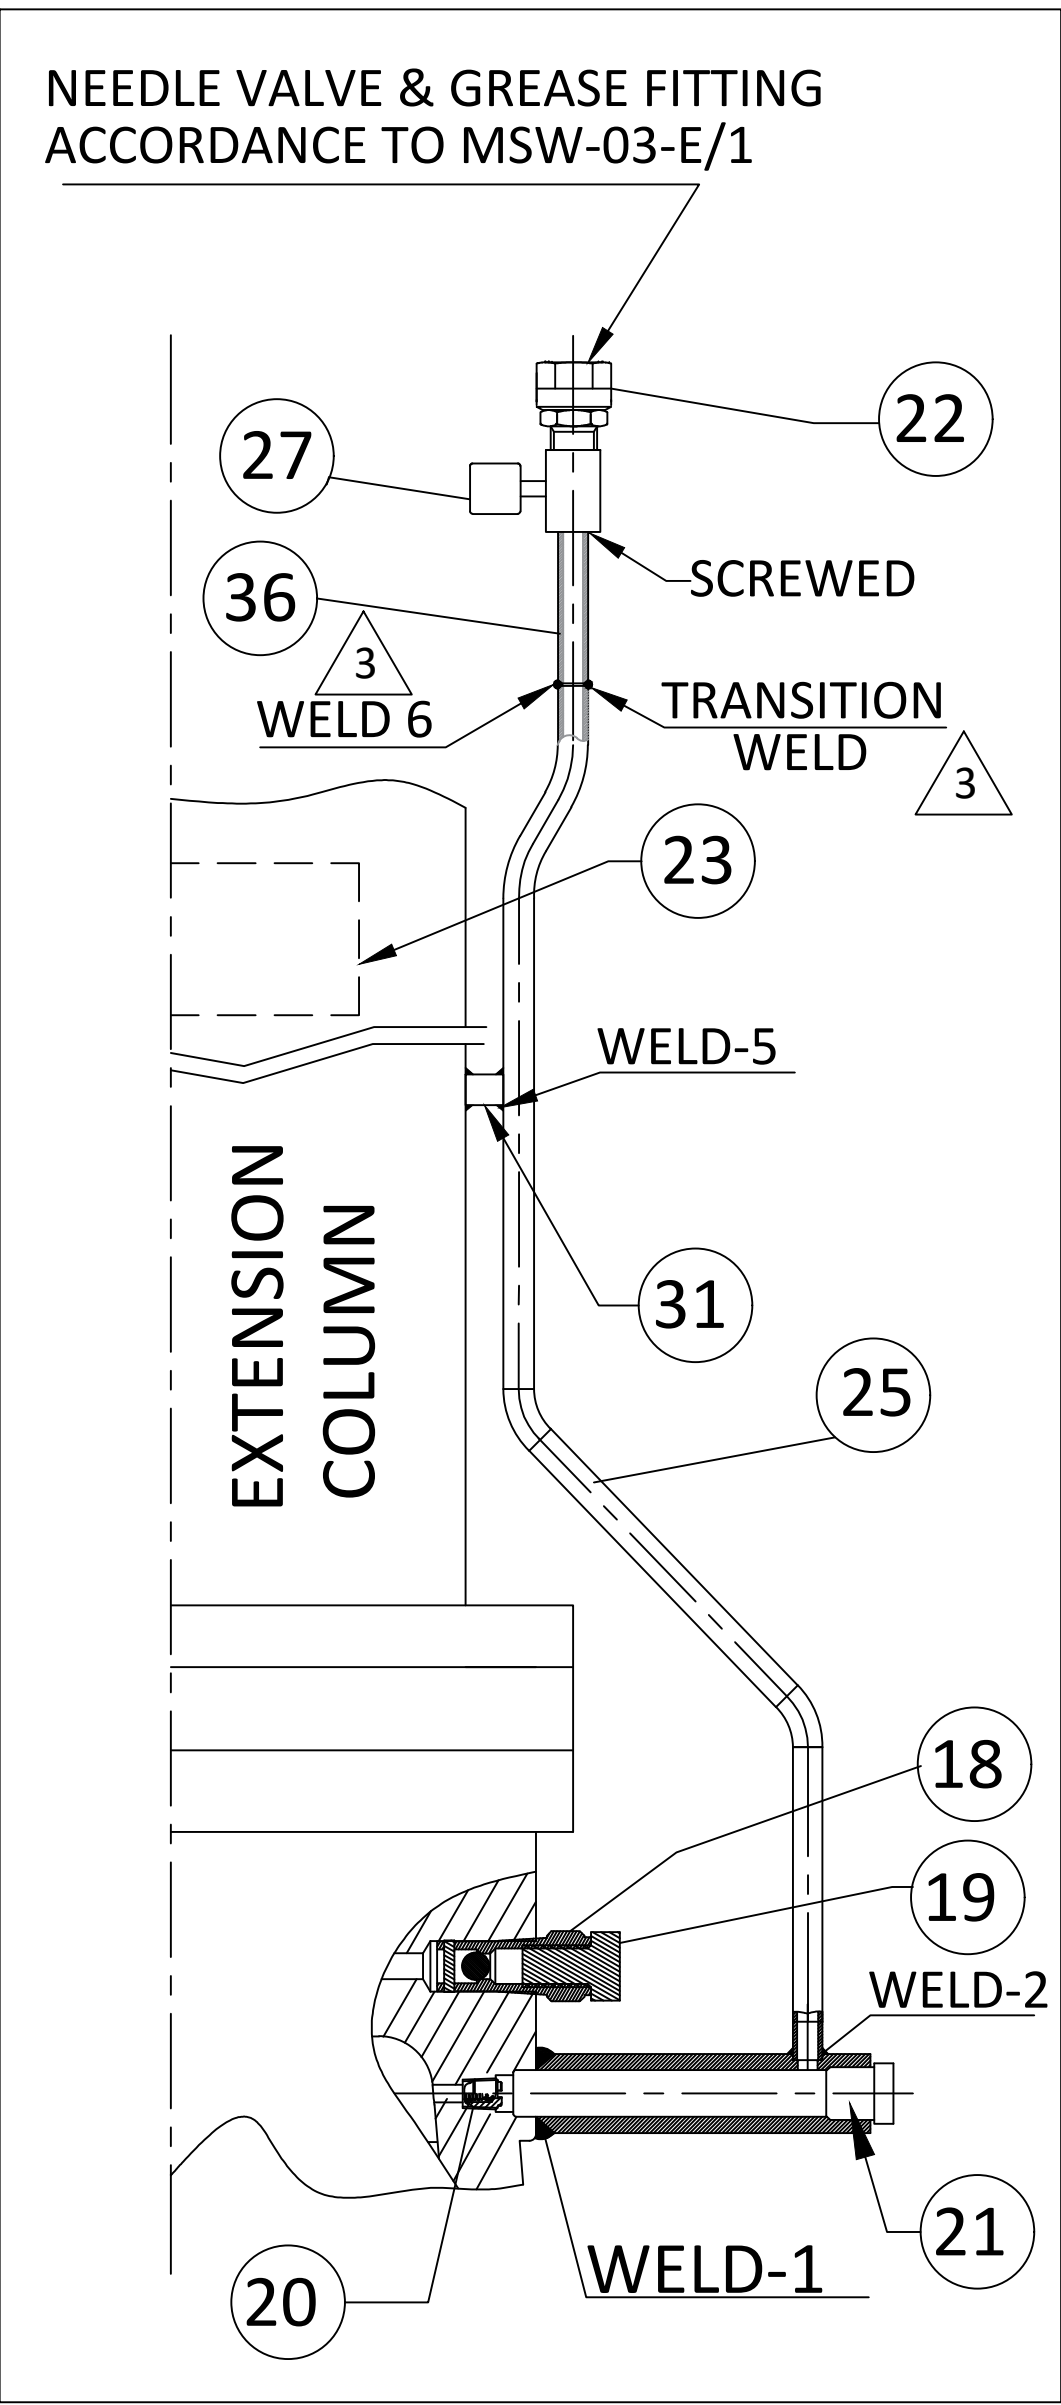 NEEDLE VALVE & GREASE FITTING
ACCORDANCE TO MSW-03-E/1
22
27
SCREWED
36
3
WELD 6
TRANSITION
WELD
3
23
WELD-5
EXTENSION
COLUMN
31
25
18
19
WELD-2
21
WELD-1
20